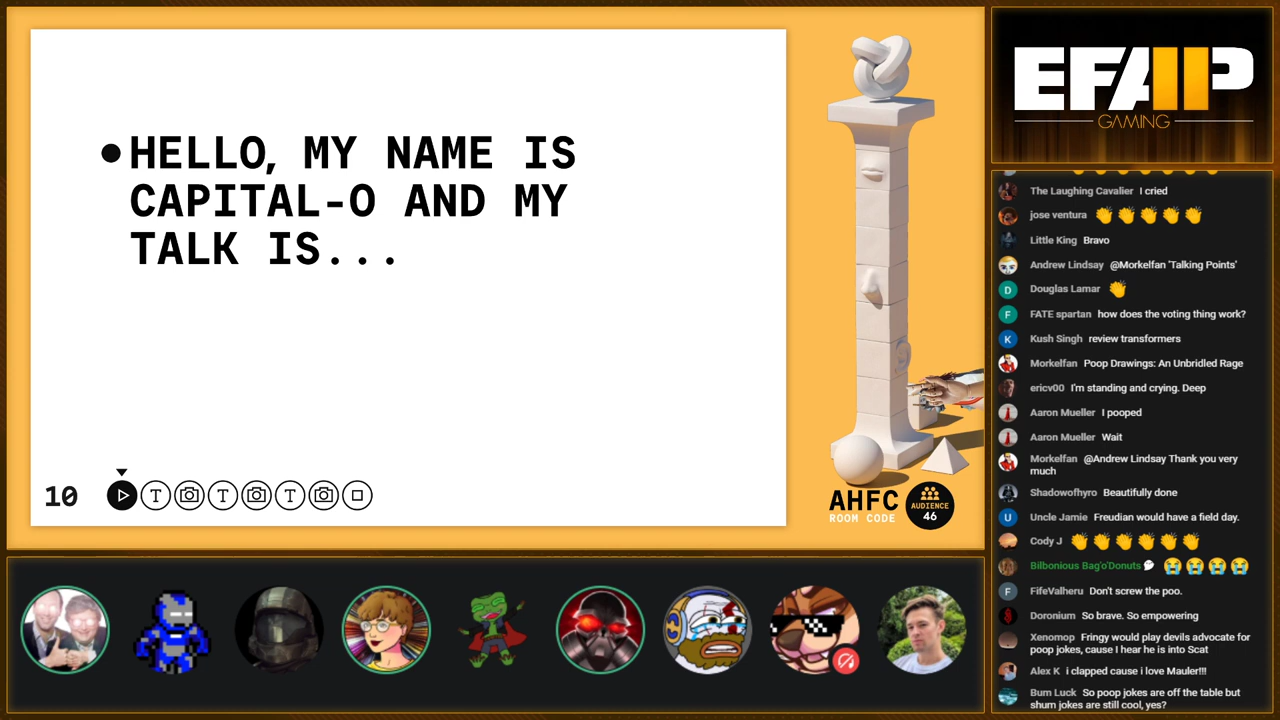 HELLO, MY NAME IS
CAPITAL-O AND MY
TALK IS...
10
T
T
T
AHFC
ROOM CODE
AUDIENCE
46
EFAP
GAMING
The Laughing Cavalier I cried
jose ventura 👏👏👏👏👏
Little King Bravo
Andrew Lindsay @Morkelfan 'Talking Points'
D Douglas Lamar 👏
F FATE spartan how does the voting thing work?
K Kush Singh review transformers
Morkelfan Poop Drawings: An Unbridled Rage
ericv00 I'm standing and crying. Deep
Aaron Mueller I pooped
Aaron Mueller Wait
Morkelfan @Andrew Lindsay Thank you very
much
Shadowofhyro Beautifully done
U Uncle Jamie Freudian would have a field day.
Cody J 👏👏👏👏👏👏
Bilbonious Bag'o'Donuts 😭😭😭😭
F FifeValheru Don't screw the poo.
Doronium So brave. So empowering
Xenomop Fringy would play devils advocate for
poop jokes, cause I hear he is into Scat
Alex K i clapped cause i love Mauler!!!
Bum Luck So poop jokes are off the table but
shum jokes are still cool, yes?